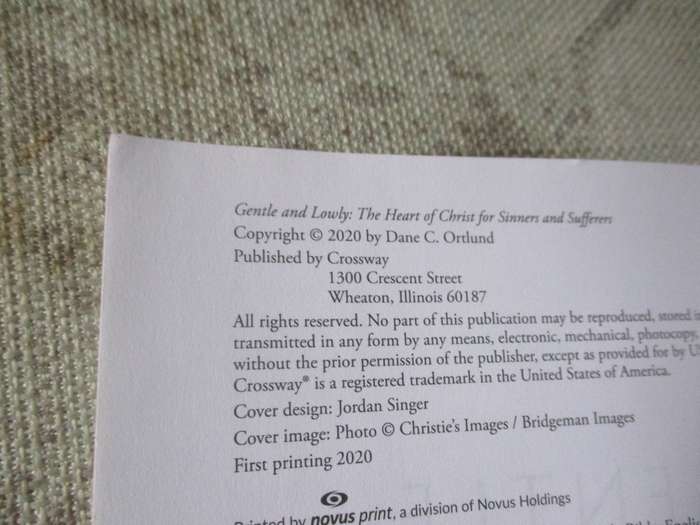 Gentle and Lowly: The Heart of Christ for Sinners and Sufferers
Copyright © 2020 by Dane C. Ortlund
Published by Crossway
1300 Crescent Street
Wheaton, Illinois 60187
All rights reserved. No part of this publication may be reproduced, stored in
transmitted in any form by any means, electronic, mechanical, photocopy,
without the prior permission of the publisher, except as provided for by
Crossway® is a registered trademark in the United States of America.
Cover design: Jordan Singer
Cover image: Photo © Christie's Images / Bridgeman Images
First printing 2020
Printed by novus print, a division of Novus Holdings